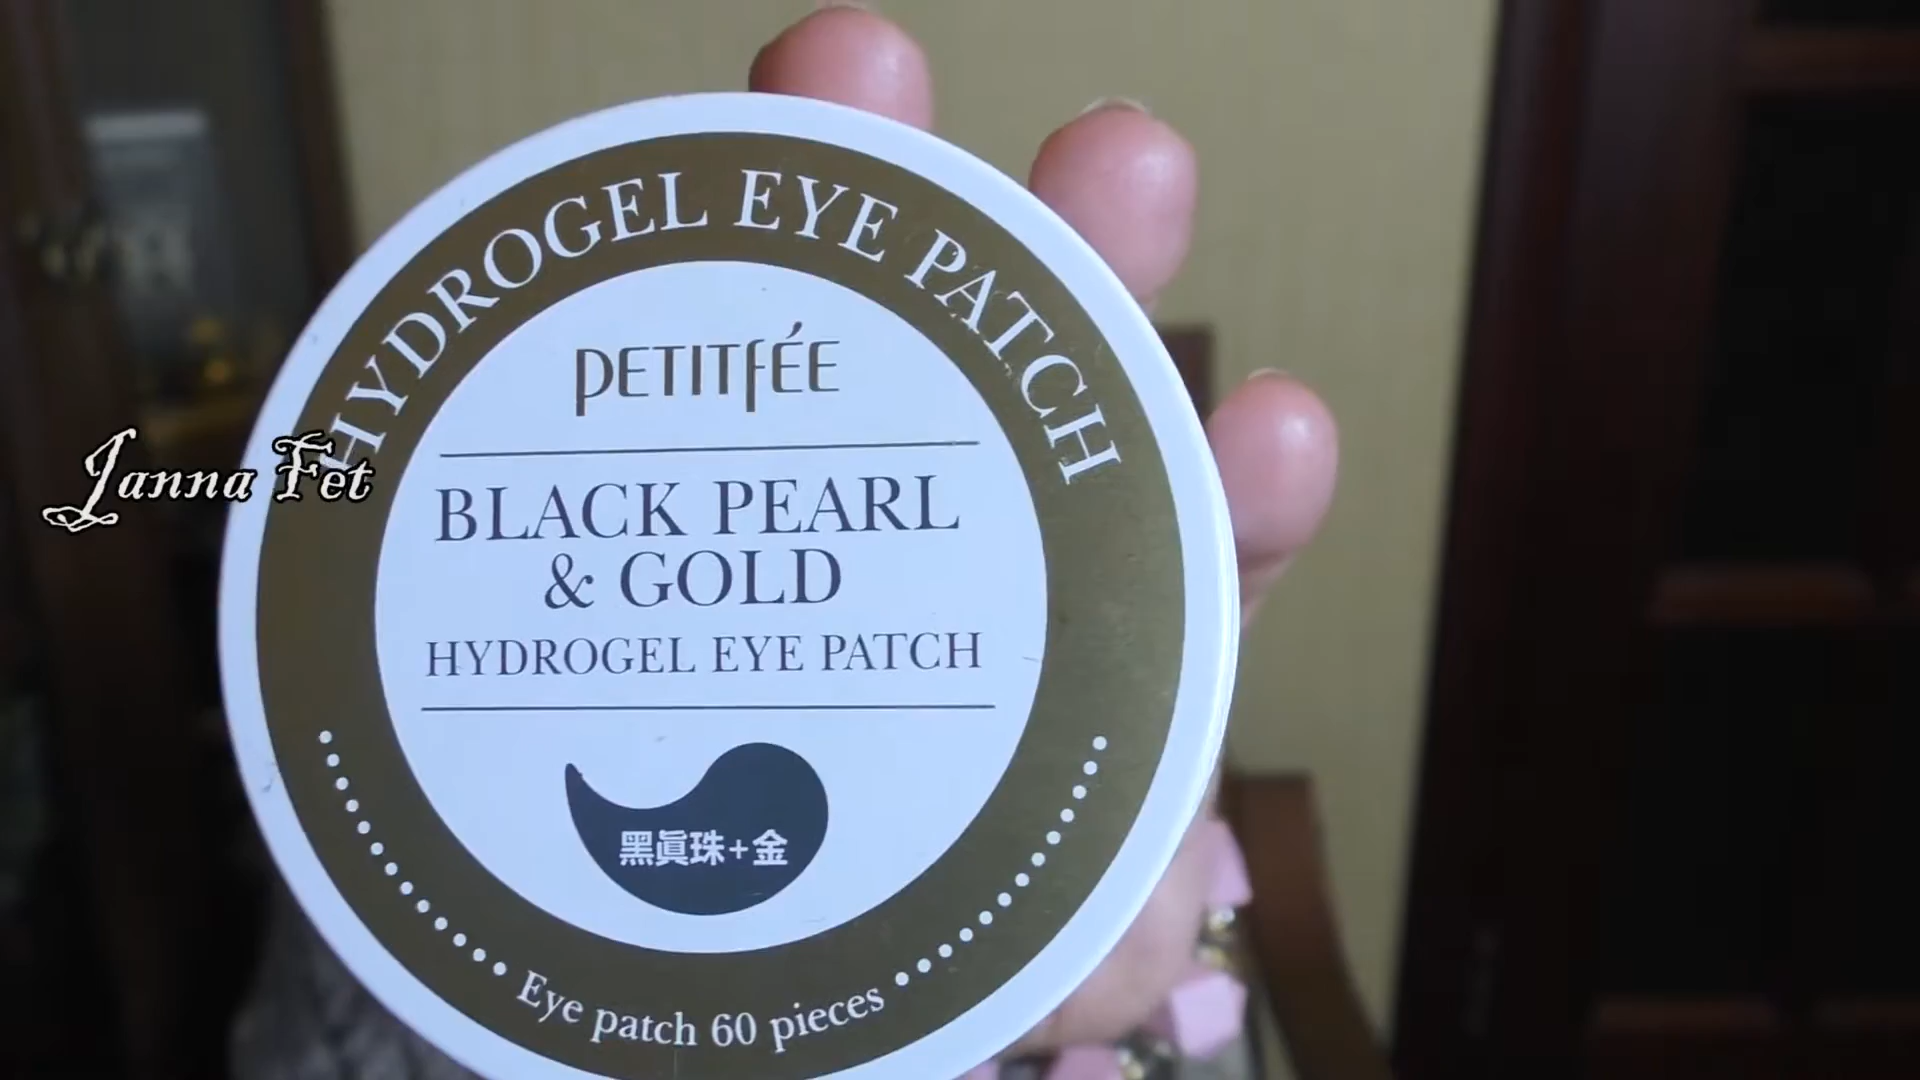 HYDROGEL EYE PATCH
PETITFÉE
BLACK PEARL
& GOLD
HYDROGEL EYE PATCH
黑眞珠+金
Eye patch 60 pieces
Janna Fet